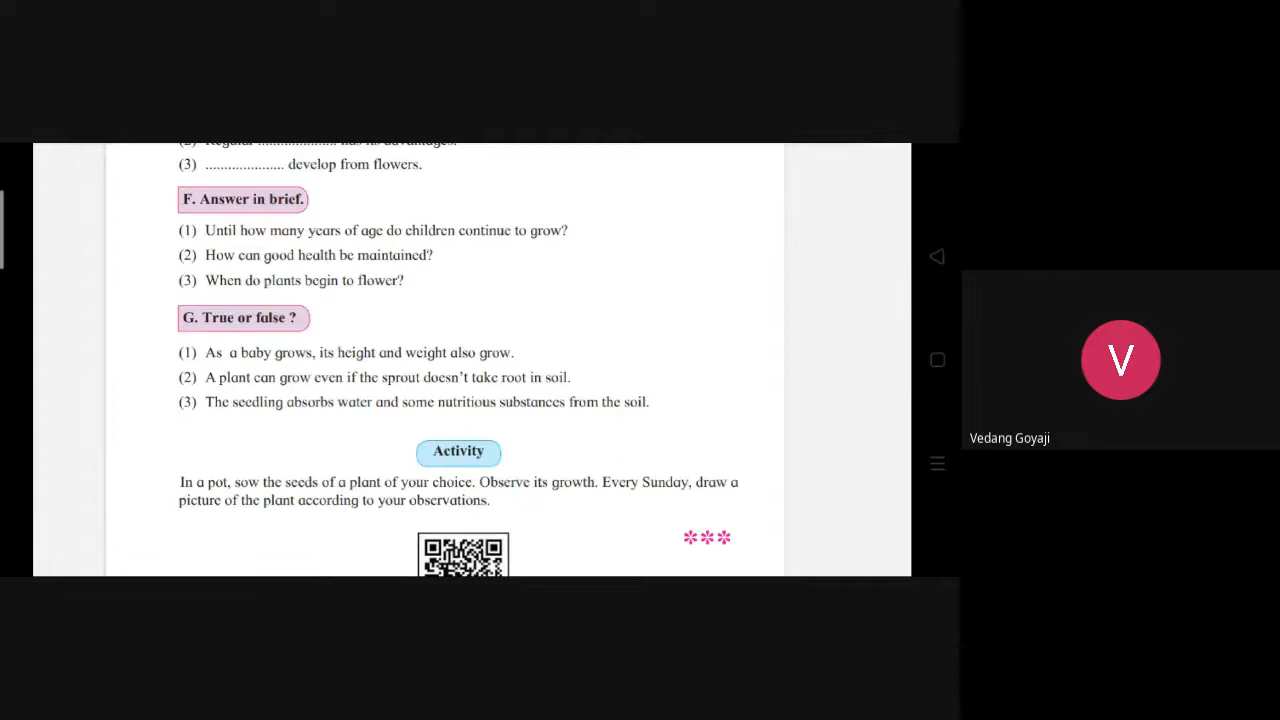 (2) Regular ..................... has its advantages.
(3) ..................... develop from flowers.
F. Answer in brief.
(1) Until how many years of age do children continue to grow?
(2) How can good health be maintained?
(3) When do plants begin to flower?
G. True or false ?
(1) As a baby grows, its height and weight also grow.
(2) A plant can grow even if the sprout doesn't take root in soil.
(3) The seedling absorbs water and some nutritious substances from the soil.
Activity
In a pot, sow the seeds of a plant of your choice. Observe its growth. Every Sunday, draw a
picture of the plant according to your observations.
***
V
Vedang Goyaji